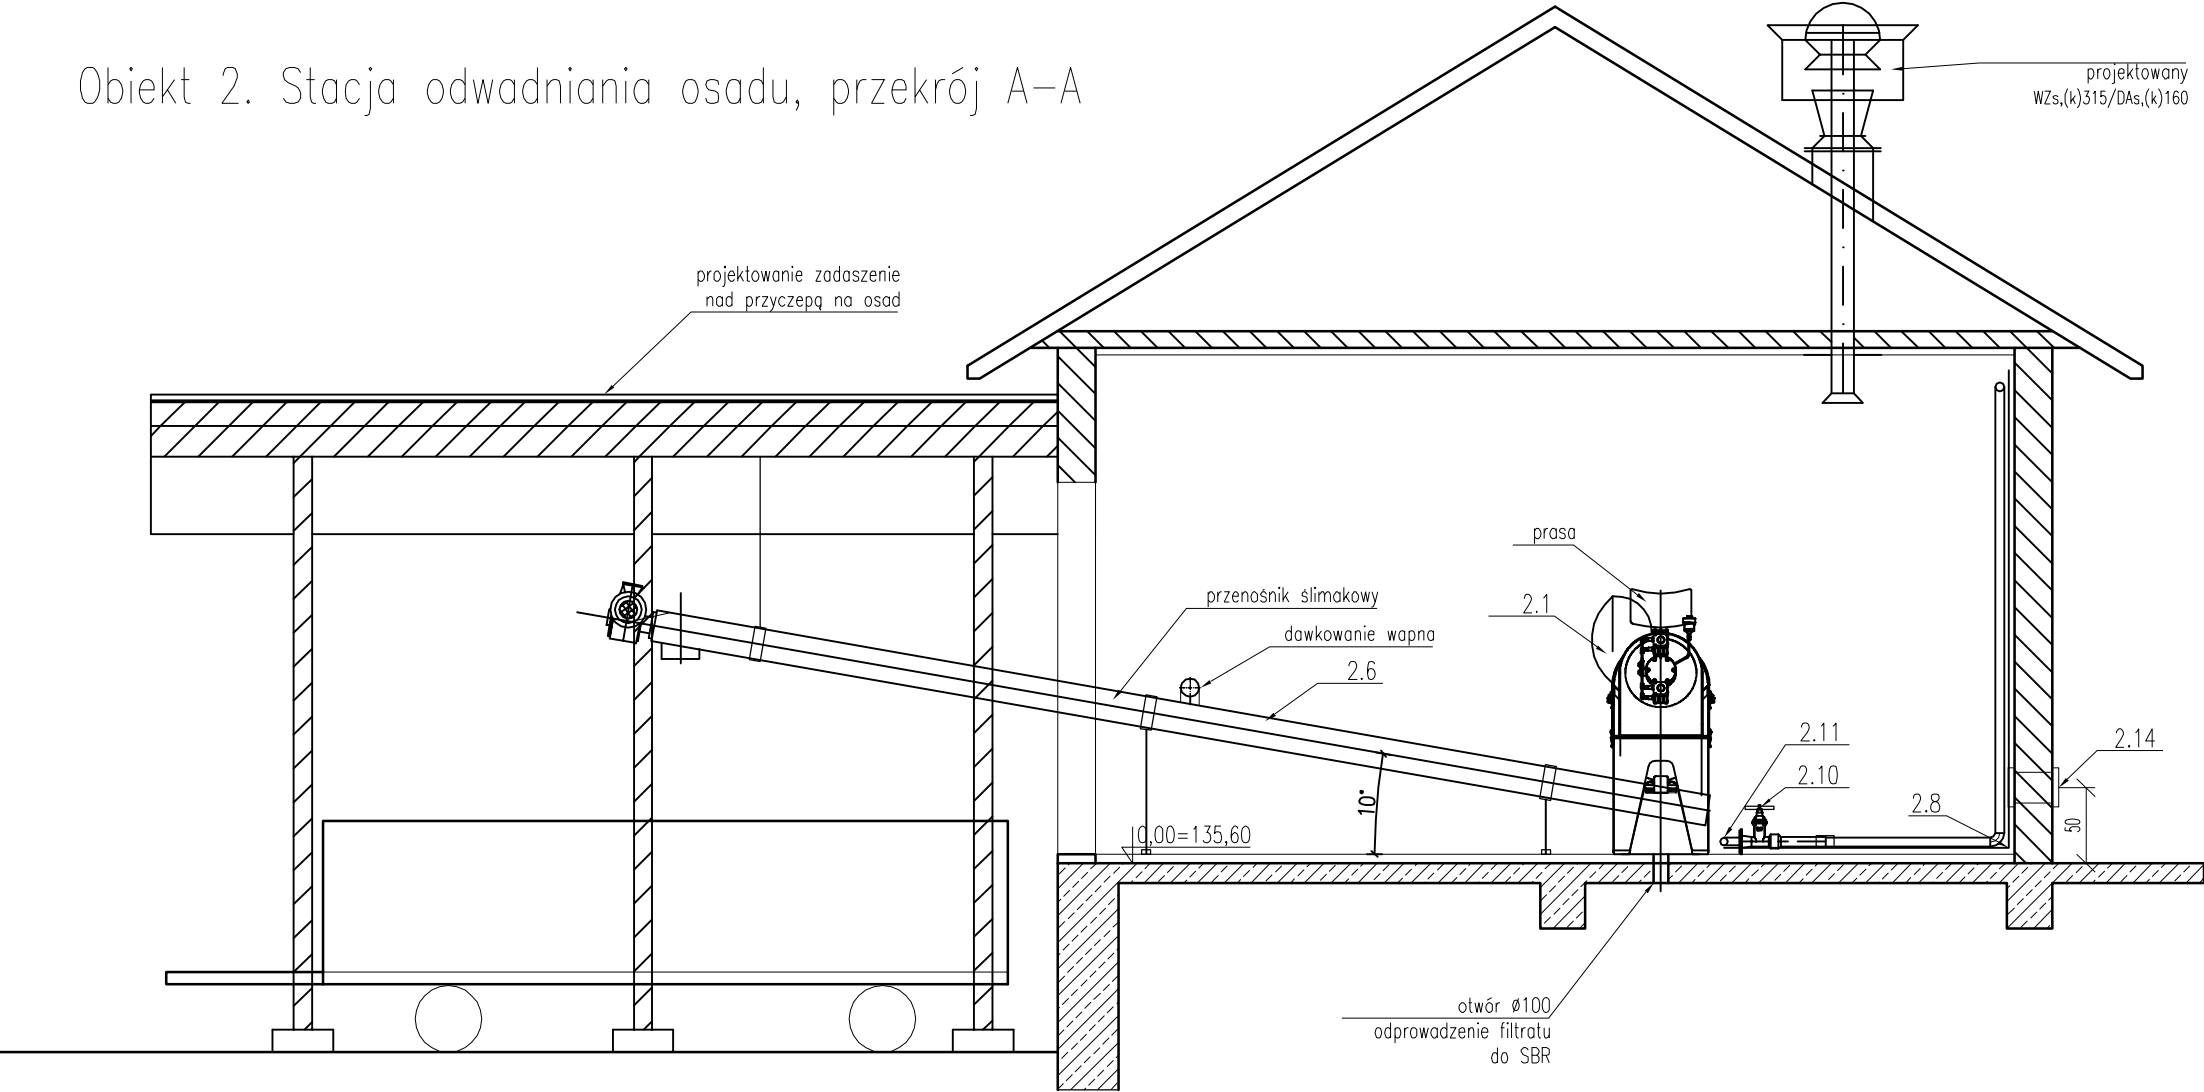 Obiekt 2. Stacja odwadniania osadu, przekrój A-A
projektowany
WZs,(k)315/DAs,(k)160
projektowanie zadaszenie
nad przyczepą na osad
prasa
przenośnik ślimakowy
2.1
dawkowanie wapna
2.6
2.11
2.14
2.10
2.8
10°
50
0,00=135,60
otwór Ø100
odprowadzenie filtratu
do SBR